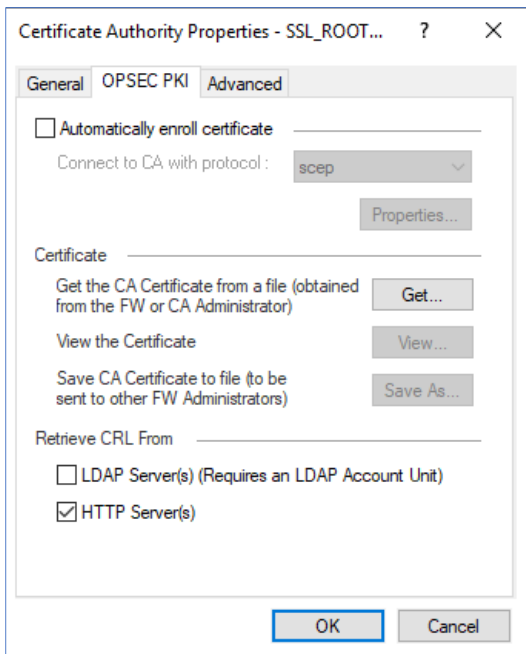 Certificate Authority Properties - SSL_ROOT... ? ×
General OPSEC PKI Advanced
Automatically enroll certificate
Connect to CA with protocol : scep
Properties...
Certificate
Get the CA Certificate from a file (obtained
from the FW or CA Administrator) Get...
View the Certificate View...
Save CA Certificate to file (to be
sent to other FW Administrators) Save As...
Retrieve CRL From
LDAP Server(s) (Requires an LDAP Account Unit)
HTTP Server(s)
OK Cancel